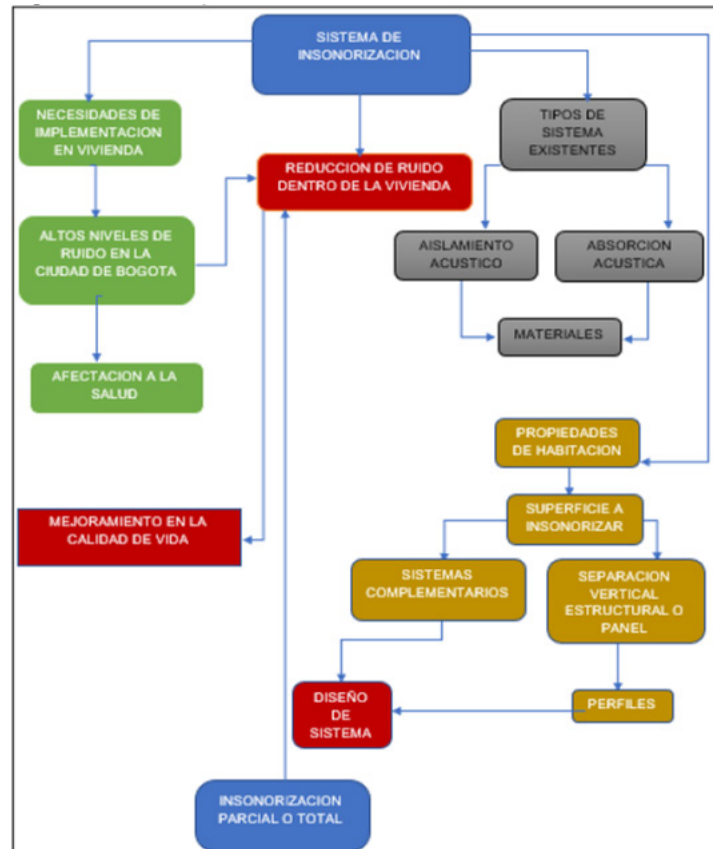 SISTEMA DE
INSONORIZACION
NECESIDADES DE
IMPLEMENTACION
EN VIVIENDA
TIPOS DE
SISTEMA
EXISTENTES
REDUCCION DE RUIDO
DENTRO DE LA VIVIENDA
ALTOS NIVELES DE
RUIDO EN LA
CIUDAD DE BOGOTA
AISLAMIENTO
ACUSTICO
ABSORCION
ACUSTICA
MATERIALES
AFECTACION A LA
SALUD
PROPIEDADES
DE HABITACION
MEJORAMIENTO EN LA
CALIDAD DE VIDA
SUPERFICIE A
INSONORIZAR
SISTEMAS
COMPLEMENTARIOS
SEPARACION
VERTICAL
ESTRUCTURAL O
PANEL
DISEÑO
DE
SISTEMA
PERFILES
INSONORIZACION
PARCIAL O TOTAL